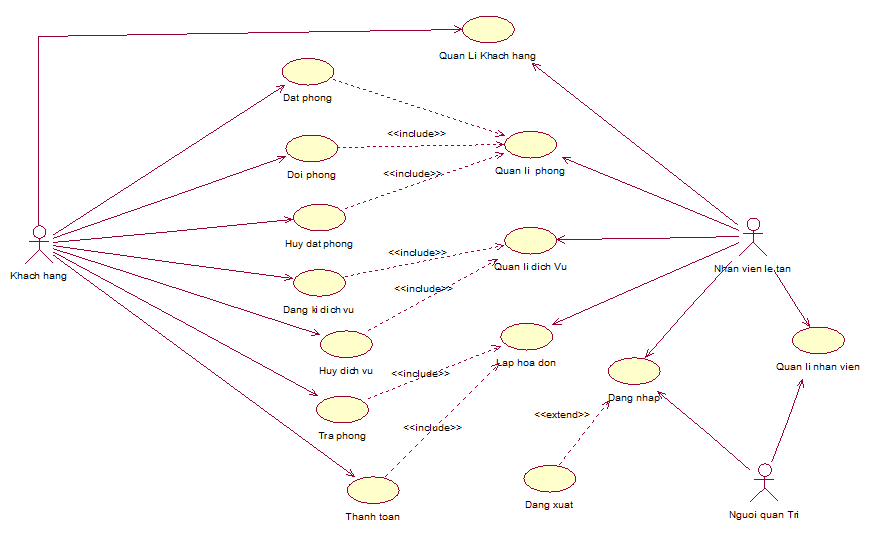 Quan Li Khach hang
Dat phong
<<include>>
Doi phong
Quan li phong
<<include>>
Huy dat phong
Khach hang
<<include>>
Quan li dich Vu
Nhan vien le tan
Dang ki dich vu
<<include>>
Huy dich vu
Lap hoa don
Quan li nhan vien
<<include>>
Dang nhap
Tra phong
<<include>>
<<extend>>
Thanh toan
Dang xuat
Nguoi quan Tri